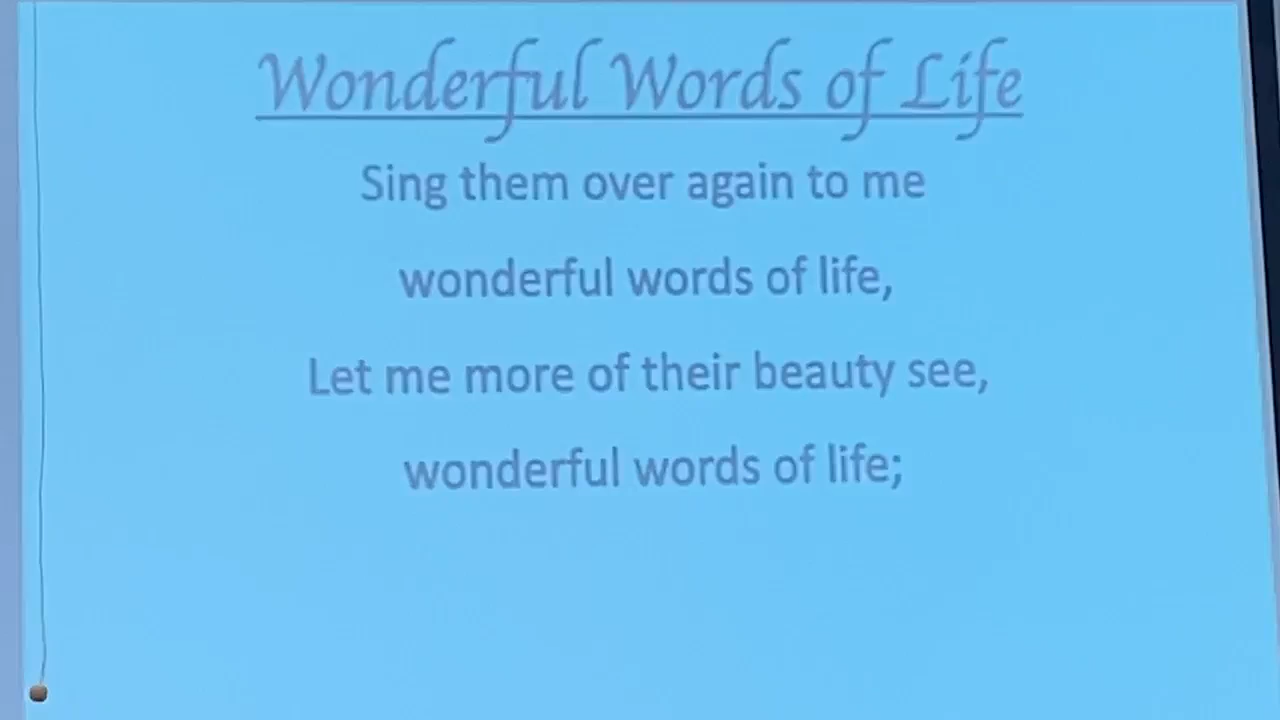 Wonderful Words of Life
Sing them over again to me
wonderful words of life,
Let me more of their beauty see,
wonderful words of life;